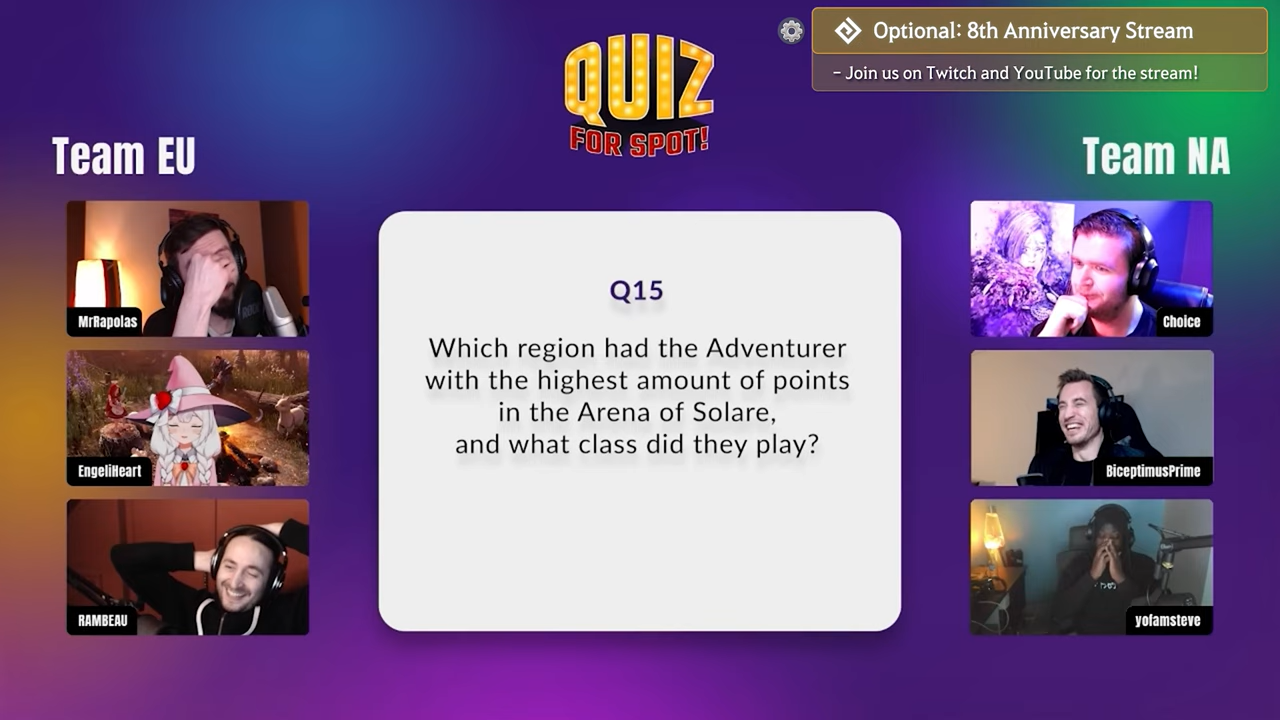 Optional: 8th Anniversary Stream
– Join us on Twitch and YouTube for the stream!
QUIZ
FOR SPOT!
Team EU
Team NA
MrRapolas
EngeliHeart
RAMBEAU
Q15
Which region had the Adventurer
with the highest amount of points
in the Arena of Solare,
and what class did they play?
Choice
BiceptimusPrime
yoIamsteve